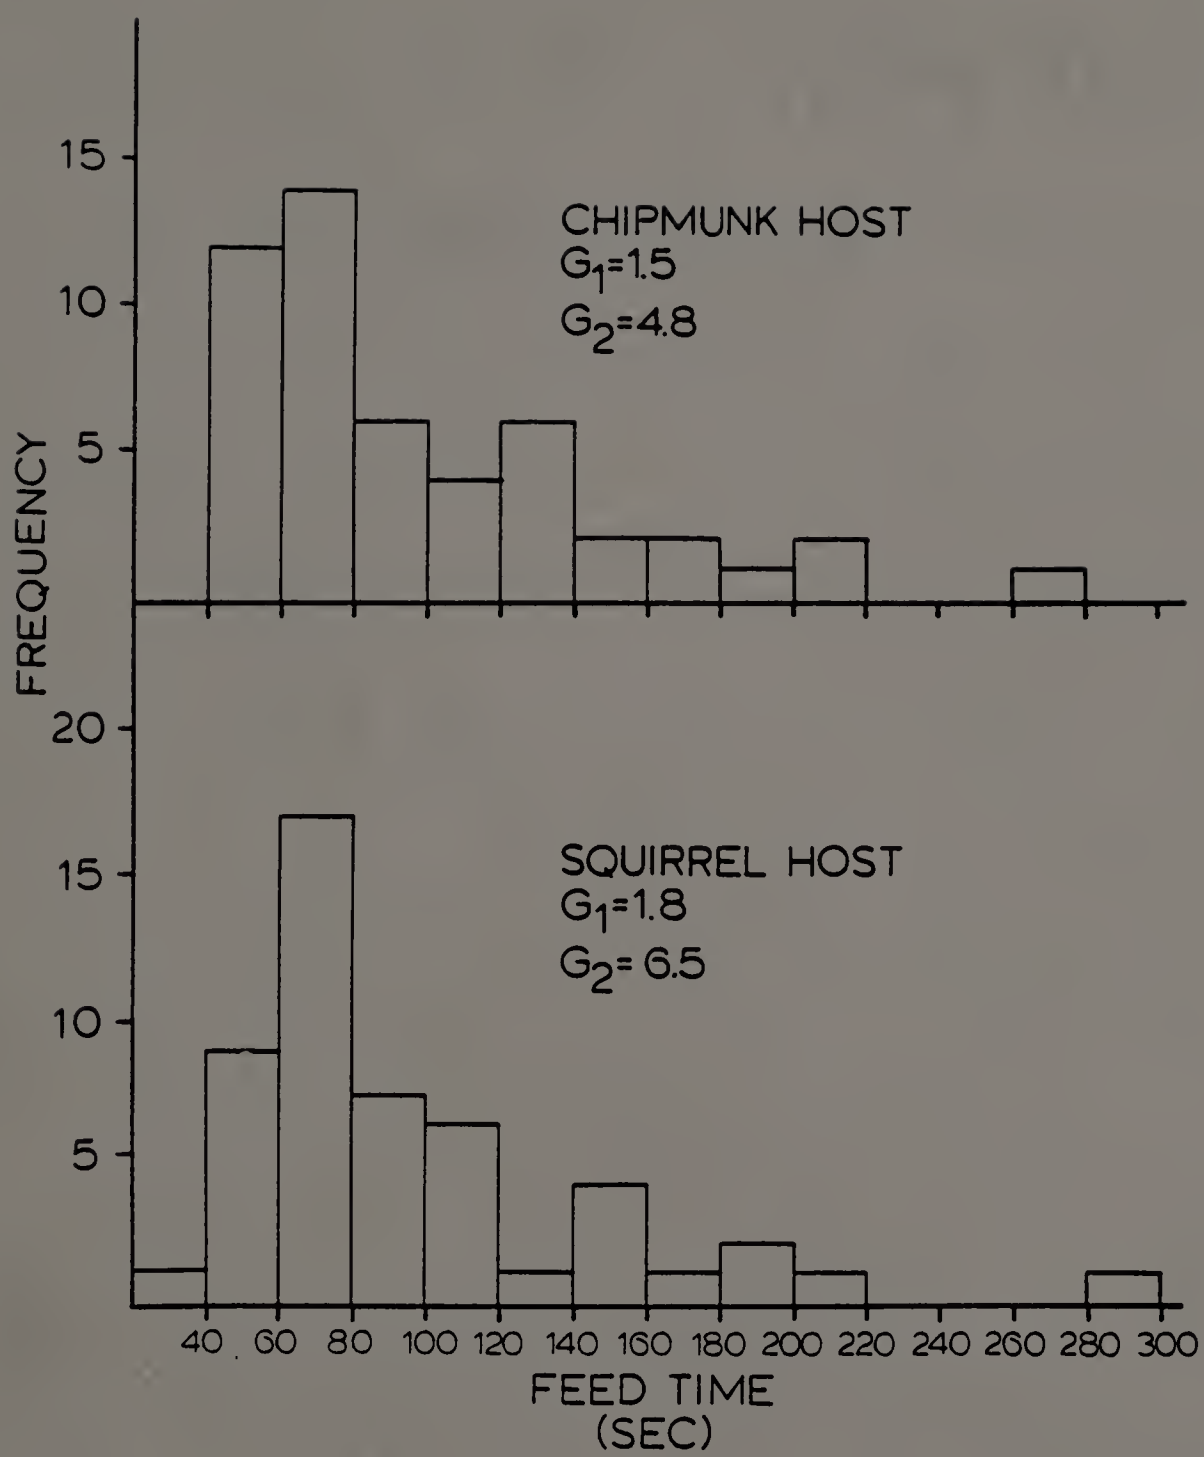 15
CHIPMUNK HOST
G1=1.5
10
G2=4.8
5
FREQUENCY
20
15
SQUIRREL HOST
G1=1.8
G2= 6.5
10
5
40 60 80 100 120 140 160 180 200 220 240 260 280 300
FEED TIME
(SEC)